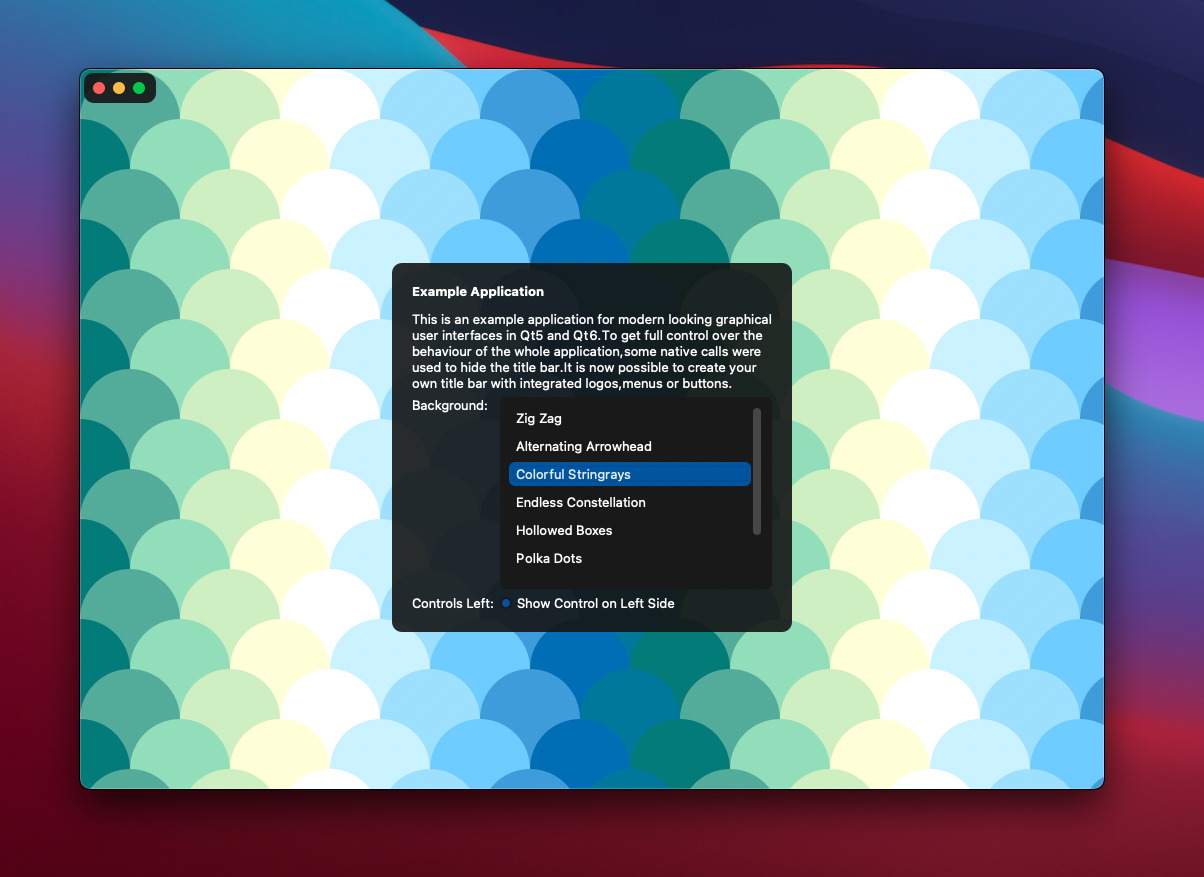 Example Application
This is an example application for modern looking graphical
user interfaces in Qt5 and Qt6.To get full control over the
behaviour of the whole application,some native calls were
used to hide the title bar.It is now possible to create your
own title bar with integrated logos,menus or buttons.
Background:
Zig Zag
Alternating Arrowhead
Colorful Stringrays
Endless Constellation
Hollowed Boxes
Polka Dots
Controls Left: Show Control on Left Side